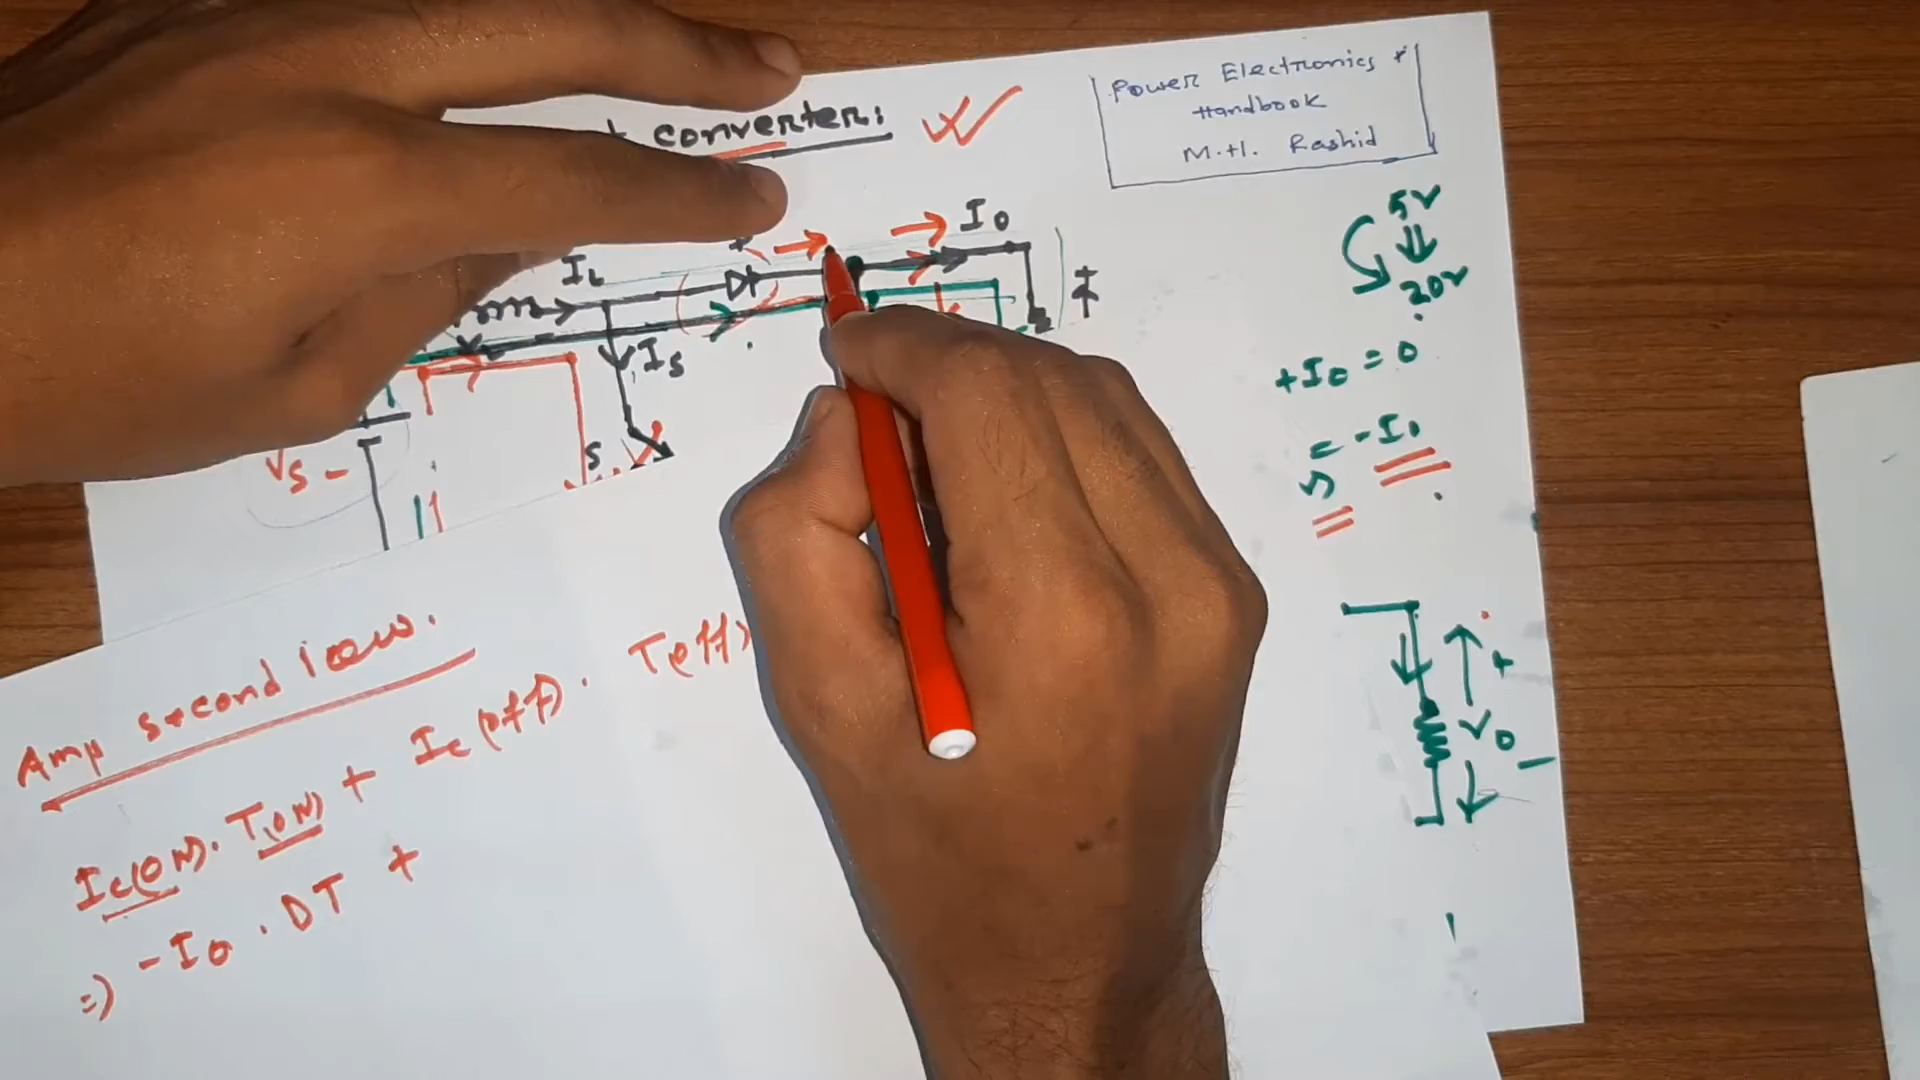 converter:
Power Electronics
Handbook
M.H. Rashid
5V
20V
IL
Io
Is
S
Vs -
+Io = 0
= -Io
+
Vo
-
Amp second law.
Ic(ON). T(ON) + Ic(off). T(off)
=) -Io . DT +